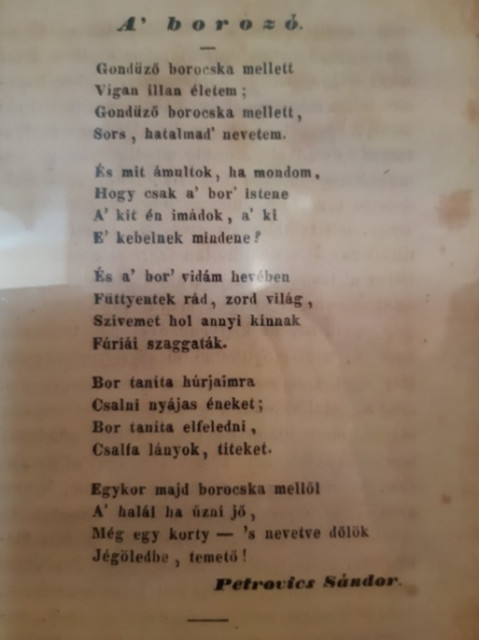 A' borozó.
Gondüző borocska mellett
Vigan illan életem;
Gondüző borocska mellett,
Sors, hatalmad' nevetem.
És mit ámultok, ha mondom,
Hogy csak a' bor' istene
A' kit én imádok, a' ki
E' kebelnek mindene?
És a' bor' vidám hevében
Füttyentek rád, zord világ,
Szivemet hol annyi kinnak
Fúriái szaggaták.
Bor tanita húrjaimra
Csalni nyájas éneket;
Bor tanita elfeledni,
Csalfa lányok, titeket.
Egykor majd borocska mellől
A' halál ha űzni jő,
Még egy korty — 's nevetve dőlök
Jégöledbe, temető!
Petrovics Sándor.